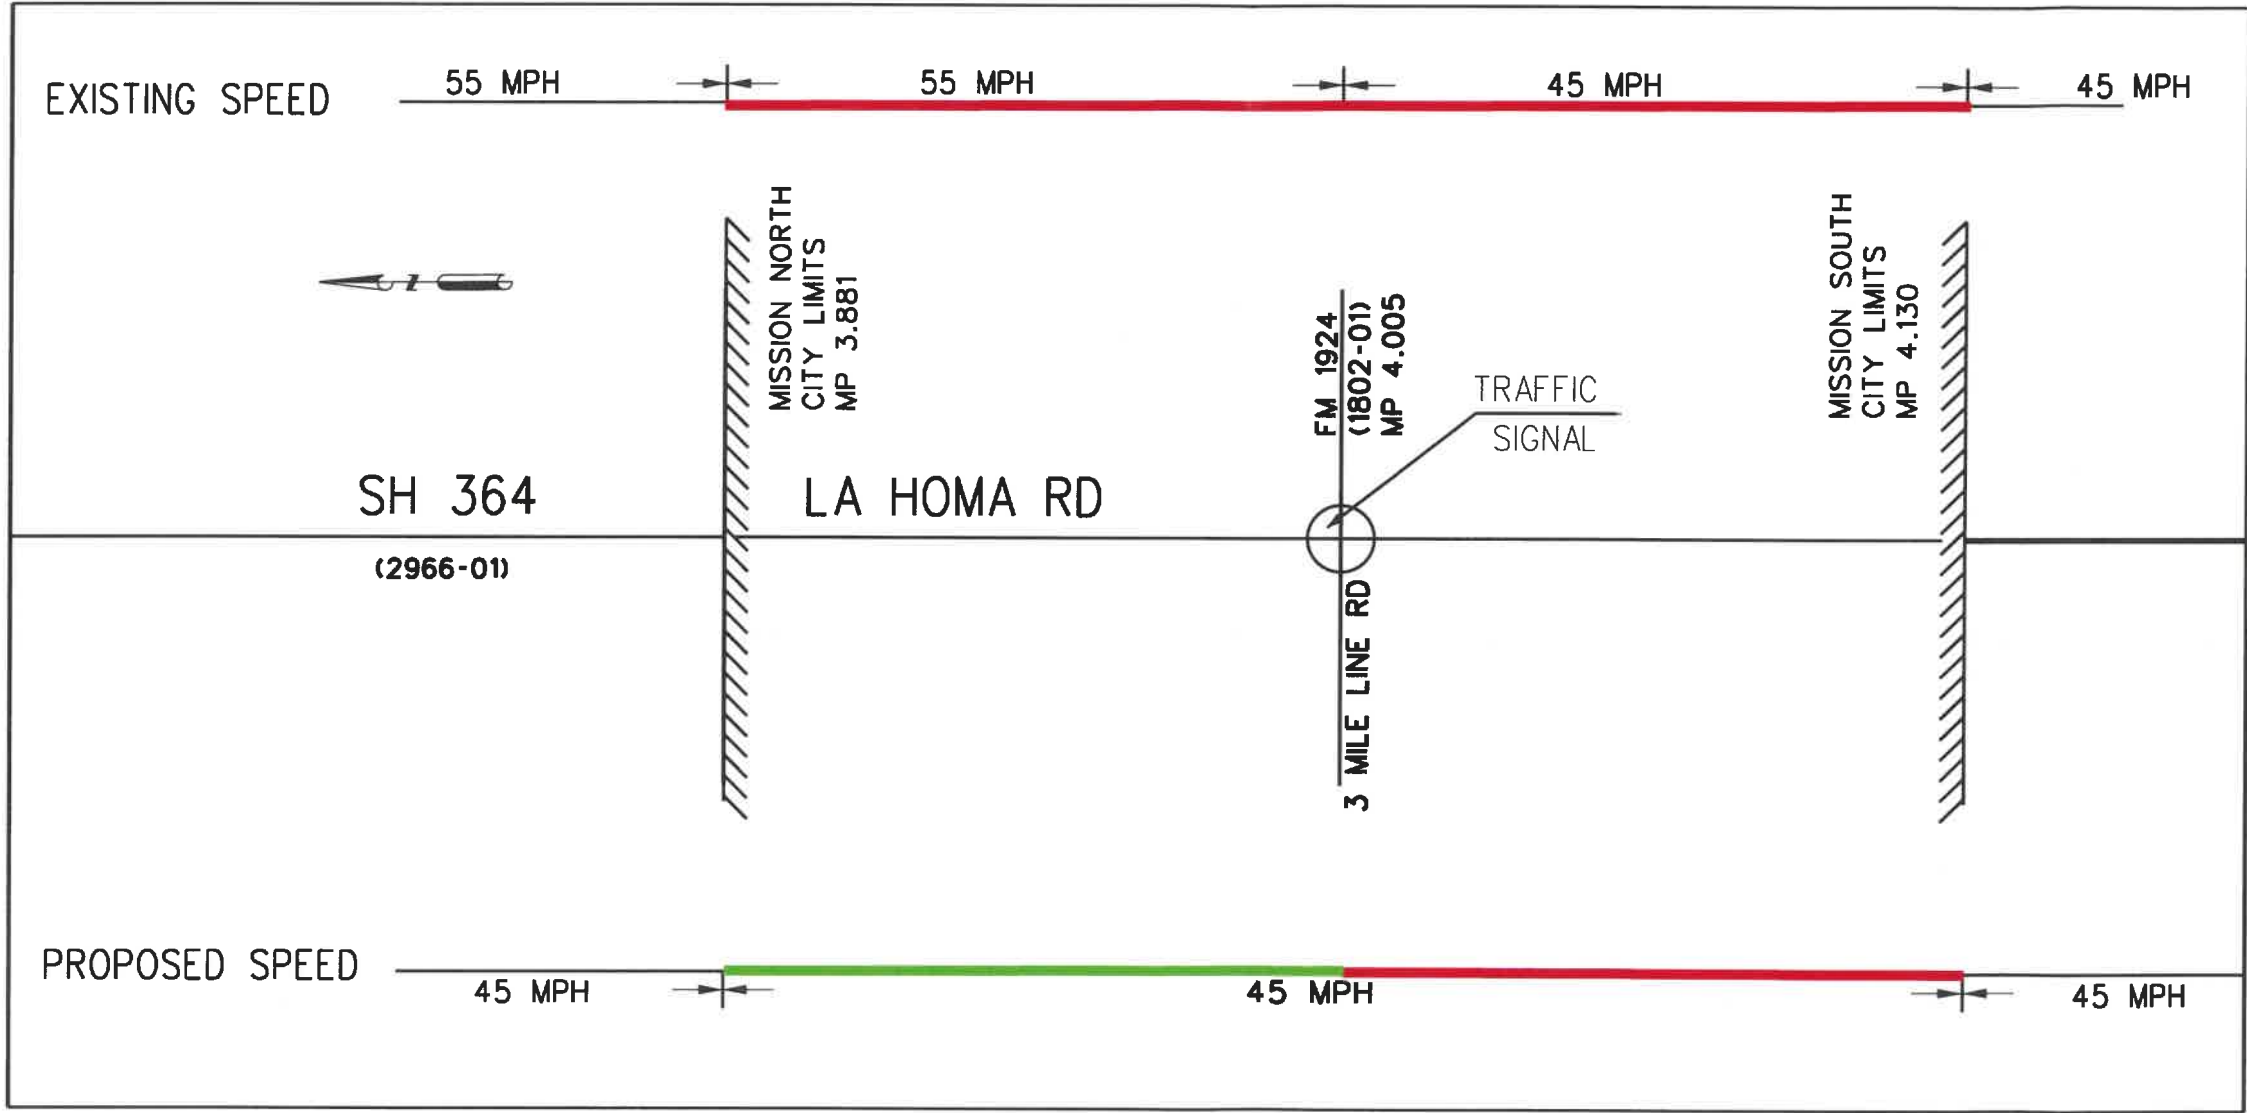 EXISTING SPEED
55 MPH
55 MPH
45 MPH
45 MPH
MISSION NORTH
CITY LIMITS
MP 3.881
FM 1924
(1802-01)
MP 4.005
TRAFFIC
SIGNAL
MISSION SOUTH
CITY LIMITS
MP 4.130
Z
SH 364
LA HOMA RD
(2966-01)
3 MILE LINE RD
PROPOSED SPEED
45 MPH
45 MPH
45 MPH